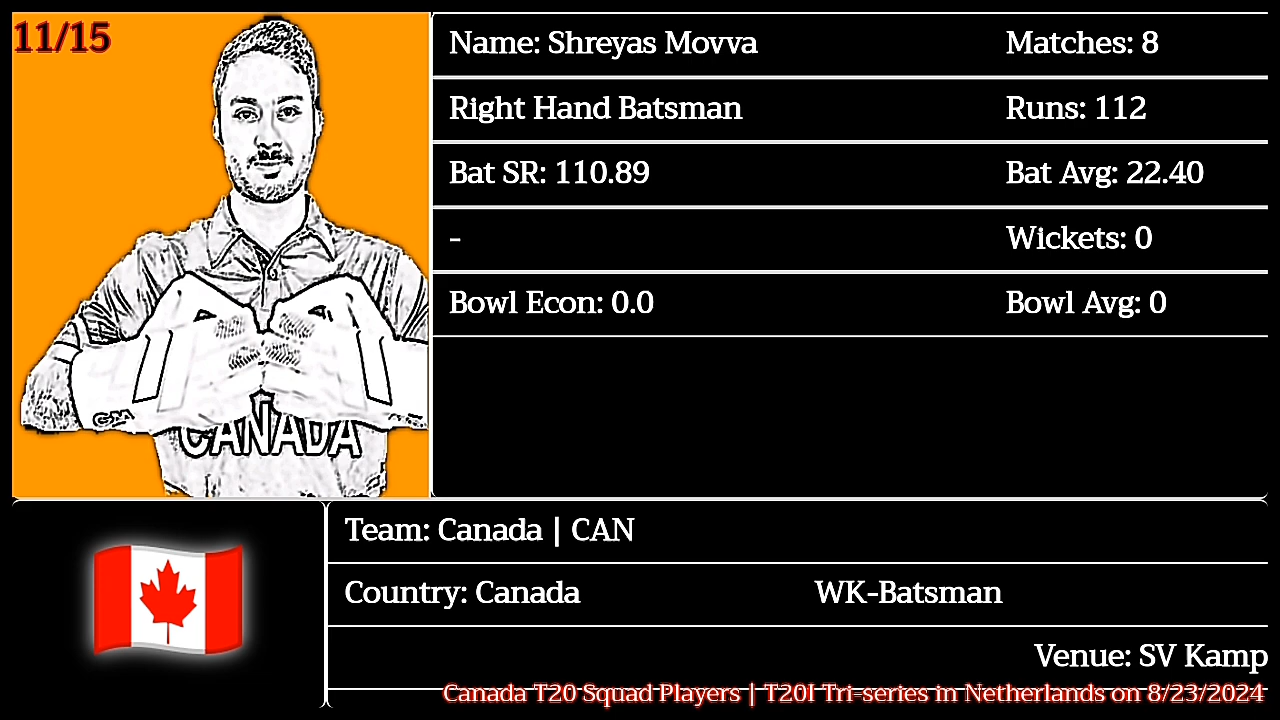 11/15
Name: Shreyas Movva
Matches: 8
Right Hand Batsman
Runs: 112
Bat SR: 110.89
Bat Avg: 22.40
-
Wickets: 0
Bowl Econ: 0.0
Bowl Avg: 0
GM
CANADA
Team: Canada | CAN
Country: Canada
WK-Batsman
Venue: SV Kamp
Canada T20 Squad Players | T20I Tri-series in Netherlands on 8/23/2024